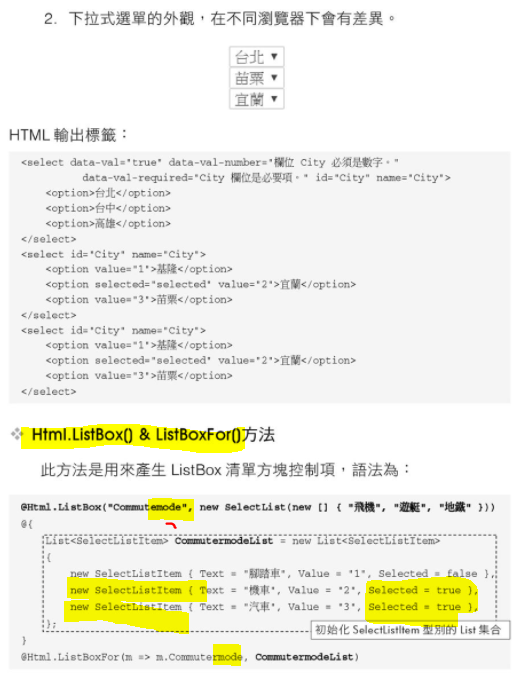 2. 下拉式選單的外觀，在不同瀏覽器下會有差異。
台北 ▼
苗栗 ▼
宜蘭 ▼
HTML 輸出標籤：
<select data-val="true" data-val-number="欄位 City 必須是數字。"
data-val-required="City 欄位是必要項。" id="City" name="City">
<option>台北</option>
<option>台中</option>
<option>高雄</option>
</select>
<select id="City" name="City">
<option value="1">基隆</option>
<option selected="selected" value="2">宜蘭</option>
<option value="3">苗栗</option>
</select>
<select id="City" name="City">
<option value="1">基隆</option>
<option selected="selected" value="2">宜蘭</option>
<option value="3">苗栗</option>
</select>
❖ Html.ListBox() & ListBoxFor()方法
此方法是用來產生 ListBox 清單方塊控制項，語法為：
@Html.ListBox("Commutemode", new SelectList(new [] { "飛機", "遊艇", "地鐵" }))
@{
List<SelectListItem> CommutermodeList = new List<SelectListItem>
{
new SelectListItem { Text = "腳踏車", Value = "1", Selected = false },
new SelectListItem { Text = "機車", Value = "2", Selected = true },
new SelectListItem { Text = "汽車", Value = "3", Selected = true },
};
初始化 SelectListItem 型別的 List 集合
}
@Html.ListBoxFor(m => m.Commutermode, CommutermodeList)